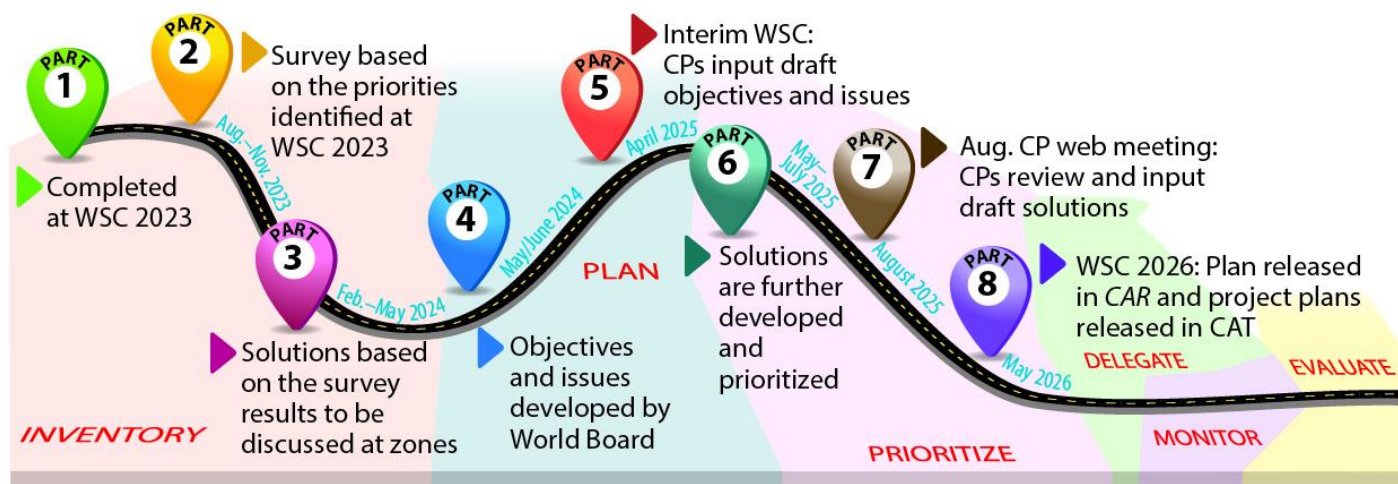 PART
1
Completed
at WSC 2023
PART
2
Survey based
on the priorities
identified at
WSC 2023
Aug.–Nov. 2023
PART
3
Solutions based
on the survey
results to be
discussed at zones
Feb.–May 2024
PART
4
Objectives
and issues
developed by
World Board
May/June 2024
PART
5
Interim WSC:
CPs input draft
objectives and issues
April 2025
PART
6
Solutions
are further
developed
and
prioritized
May–
July 2025
PART
7
Aug. CP web meeting:
CPs review and input
draft solutions
August 2025
PART
8
WSC 2026: Plan released
in CAR and project plans
released in CAT
May 2026
INVENTORY
PLAN
PRIORITIZE
DELEGATE
MONITOR
EVALUATE